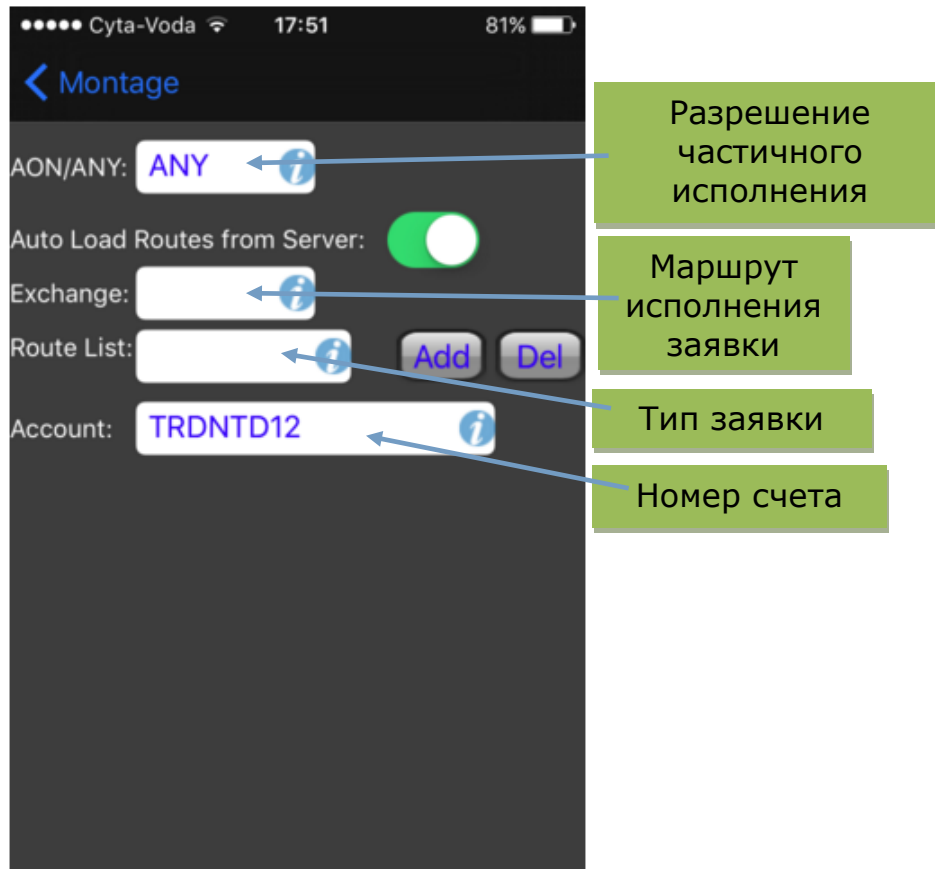 ●●●●● Cyta-Voda 17:51 81%
Montage
AON/ANY: ANY
Auto Load Routes from Server:
Exchange:
Route List: Add Del
Account: TRDNTD12
Разрешение
частичного
исполнения
Маршрут
исполнения
заявки
Тип заявки
Номер счета